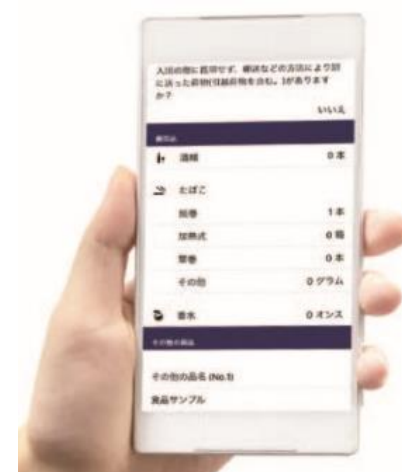 入国の際に携帯せず、郵送などの方法により別
に送った荷物(引越荷物を含む。)があります
か？
いいえ
免税品
酒類 0 本
たばこ
紙巻 1 本
加熱式 0 箱
葉巻 0 本
その他 0 グラム
香水 0 オンス
その他の商品
その他の品名 (No.1)
食品サンプル